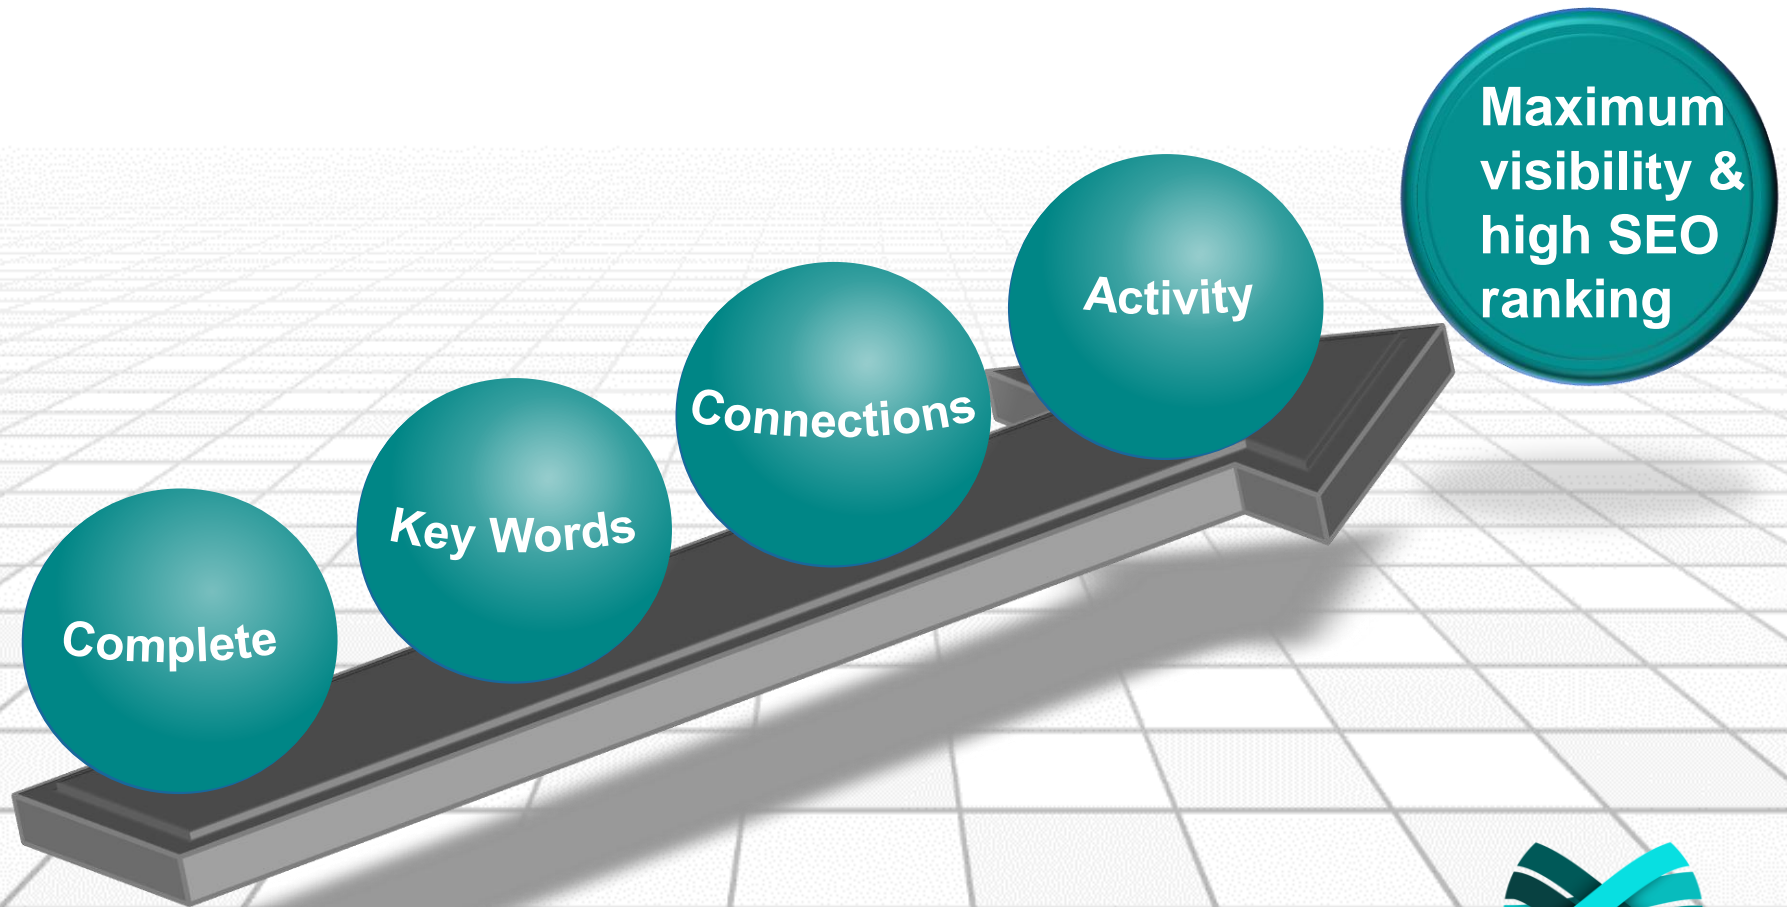 Complete
Key Words
Connections
Activity
Maximum
visibility &
high SEO
ranking